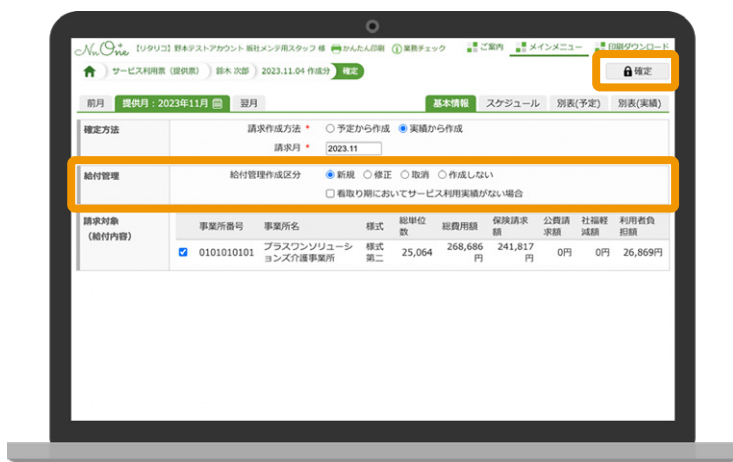 NnOne 【リタリコ】野本テストアカウント 販社メンテ用スタッフ 様 かんたん印刷 業務チェック ご案内 メインメニュー 印刷ダウンロード
サービス利用票（提供票） 鈴木 次郎 2023.11.04 作成分 確定 確定
前月 提供月：2023年11月 翌月 基本情報 スケジュール 別表(予定) 別表(実績)
確定方法 請求作成方法 * 予定から作成 実績から作成
請求月 * 2023.11
給付管理 給付管理作成区分 新規 修正 取消 作成しない
看取り期においてサービス利用実績がない場合
請求対象
（給付内容）
事業所番号 事業所名 様式 総単位数 総費用額 保険請求額 公費請求額 社福軽減額 利用者負担額
0101010101 プラスワンソリューションズ介護事業所 様式第二 25,064 268,686円 241,817円 0円 0円 26,869円